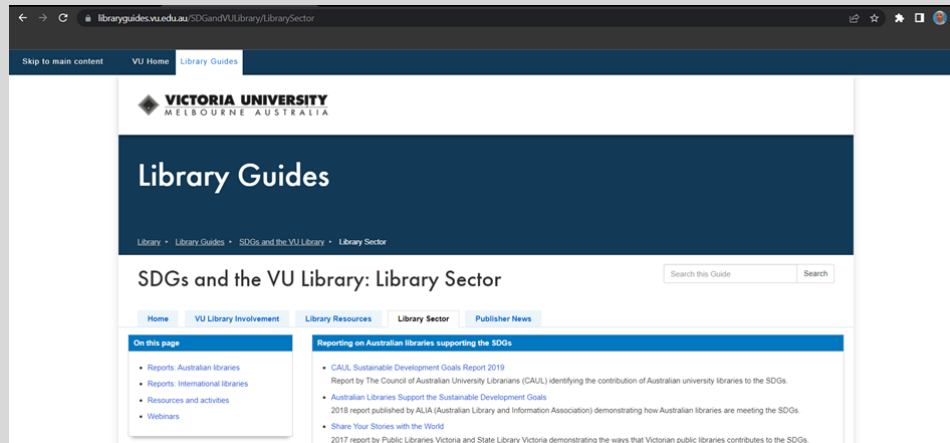 libraryguides.vu.edu.au/SDGandVULibrary/LibrarySector
Skip to main content VU Home Library Guides
VICTORIA UNIVERSITY
MELBOURNE AUSTRALIA
Library Guides
Library Library Guides SDGs and the VU Library Library Sector
SDGs and the VU Library: Library Sector
Search this Guide Search
Home VU Library Involvement Library Resources Library Sector Publisher News
On this page
Reports: Australian libraries
Reports: International libraries
Resources and activities
Webinars
Reporting on Australian libraries supporting the SDGs
CAUL Sustainable Development Goals Report 2019
Report by The Council of Australian University Librarians (CAUL) identifying the contribution of Australian university libraries to the SDGs.
Australian Libraries Support the Sustainable Development Goals
2018 report published by ALIA (Australian Library and Information Association) demonstrating how Australian libraries are meeting the SDGs.
Share Your Stories with the World
2017 report by Public Libraries Victoria and State Library Victoria demonstrating the ways that Victorian public libraries contributes to the SDGs.